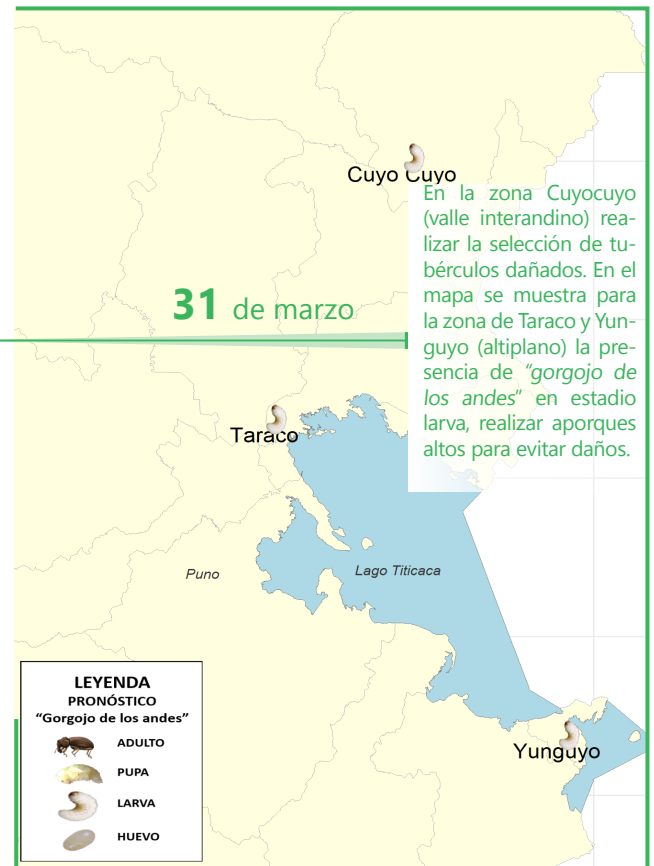 Cuyo Cuyo
En la zona Cuyocuyo
(valle interandino) rea-
lizar la selección de tu-
bérculos dañados. En el
mapa se muestra para
la zona de Taraco y Yun-
guyo (altiplano) la pre-
sencia de "gorgojo de
los andes" en estadio
larva, realizar aporques
altos para evitar daños.
31 de marzo
Taraco
Puno
Lago Titicaca
Yunguyo
LEYENDA
PRONÓSTICO
“Gorgojo de los andes”
ADULTO
PUPA
LARVA
HUEVO